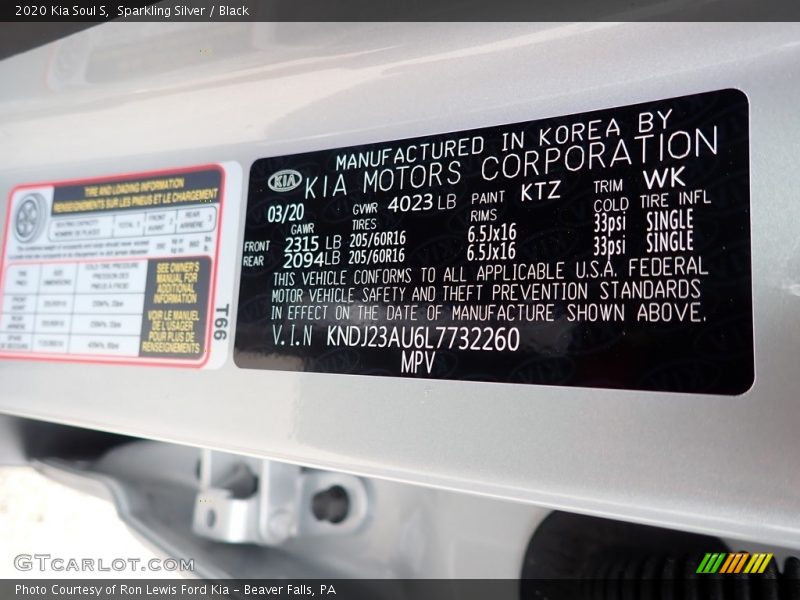 2020 Kia Soul S, Sparkling Silver / Black
TIRE AND LOADING INFORMATION
RENSEIGNEMENTS SUR LES PNEUS ET LE CHARGEMENT
SEE OWNER'S
MANUAL FOR
ADDITIONAL
INFORMATION
VOIR LE MANUEL
DE L'USAGER
POUR PLUS DE
RENSEIGNEMENTS
T66
KIA
MANUFACTURED IN KOREA BY
KIA MOTORS CORPORATION
03/20 GVWR 4023 LB PAINT KTZ TRIM WK
GAWR TIRES RIMS COLD TIRE INFL
FRONT 2315 LB 205/60R16 6.5Jx16 33psi SINGLE
REAR 2094LB 205/60R16 6.5Jx16 33psi SINGLE
THIS VEHICLE CONFORMS TO ALL APPLICABLE U.S.A. FEDERAL
MOTOR VEHICLE SAFETY AND THEFT PREVENTION STANDARDS
IN EFFECT ON THE DATE OF MANUFACTURE SHOWN ABOVE.
V.I.N KNDJ23AU6L7732260
MPV
GTcarlot.com
Photo Courtesy of Ron Lewis Ford Kia - Beaver Falls, PA